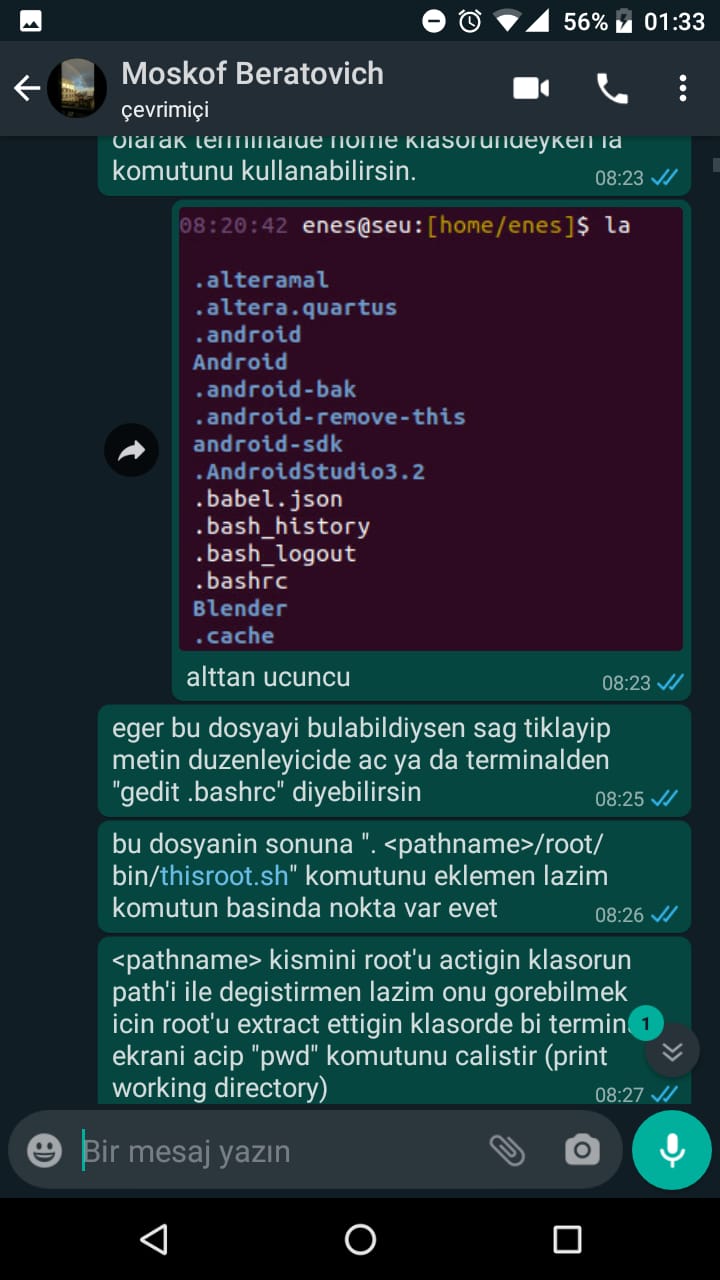 56% 01:33
Moskof Beratovich
çevrimiçi
olarak terminalde home klasorundeyken la
komutunu kullanabilirsin.
08:23
08:20:42 enes@seu:[home/enes]$ la
.alteramal
.altera.quartus
.android
Android
.android-bak
.android-remove-this
android-sdk
.AndroidStudio3.2
.babel.json
.bash_history
.bash_logout
.bashrc
Blender
.cache
alttan ucuncu
08:23
eger bu dosyayi bulabildiysen sag tiklayip
metin duzenleyicide ac ya da terminalden
"gedit .bashrc" diyebilirsin
08:25
bu dosyanin sonuna ". <pathname>/root/
bin/thisroot.sh" komutunu eklemen lazim
komutun basinda nokta var evet
08:26
<pathname> kismini root'u actigin klasorun
path'i ile degistirmen lazim onu gorebilmek
icin root'u extract ettigin klasorde bi termin
1
ekrani acip "pwd" komutunu calistir (print
working directory)
08:27
Bir mesaj yazın